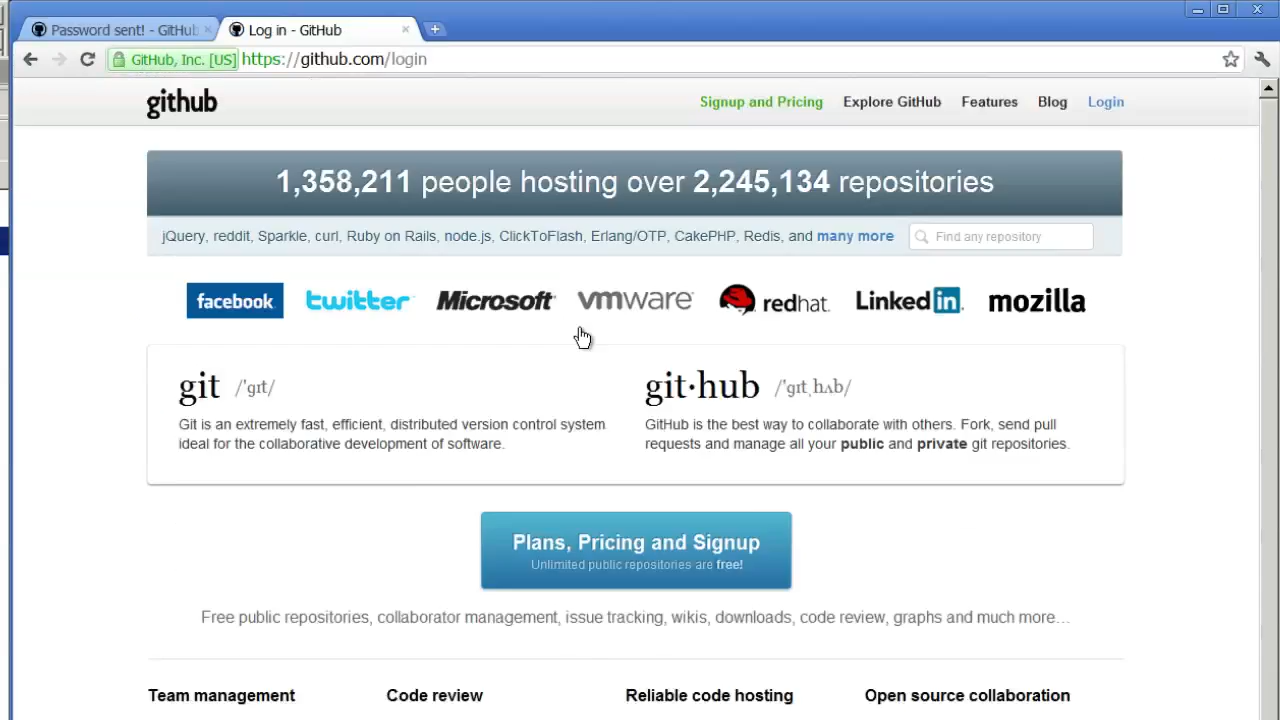 Password sent! - GitHub
Log in - GitHub
GitHub, Inc. [US] https://github.com/login
github
Signup and Pricing Explore GitHub Features Blog Login
1,358,211 people hosting over 2,245,134 repositories
jQuery, reddit, Sparkle, curl, Ruby on Rails, node.js, ClickToFlash, Erlang/OTP, CakePHP, Redis, and many more
Find any repository
facebook twitter Microsoft vmware redhat. Linked in mozilla
git /ˈɡɪt/
Git is an extremely fast, efficient, distributed version control system
ideal for the collaborative development of software.
git·hub /ˈɡɪtˌhʌb/
GitHub is the best way to collaborate with others. Fork, send pull
requests and manage all your public and private git repositories.
Plans, Pricing and Signup
Unlimited public repositories are free!
Free public repositories, collaborator management, issue tracking, wikis, downloads, code review, graphs and much more…
Team management Code review Reliable code hosting Open source collaboration